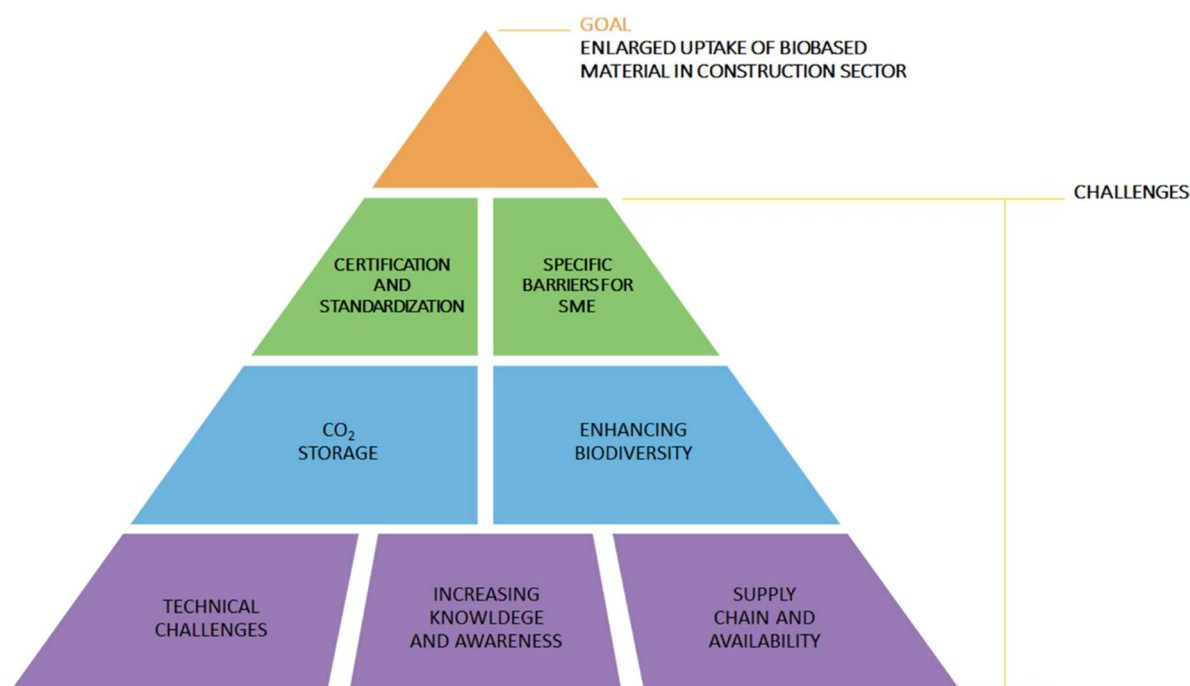 GOAL
ENLARGED UPTAKE OF BIOBASED
MATERIAL IN CONSTRUCTION SECTOR
CHALLENGES
CERTIFICATION
AND
STANDARDIZATION
SPECIFIC
BARRIERS FOR
SME
CO₂
STORAGE
ENHANCING
BIODIVERSITY
TECHNICAL
CHALLENGES
INCREASING
KNOWLDEGE
AND AWARENESS
SUPPLY
CHAIN AND
AVAILABILITY